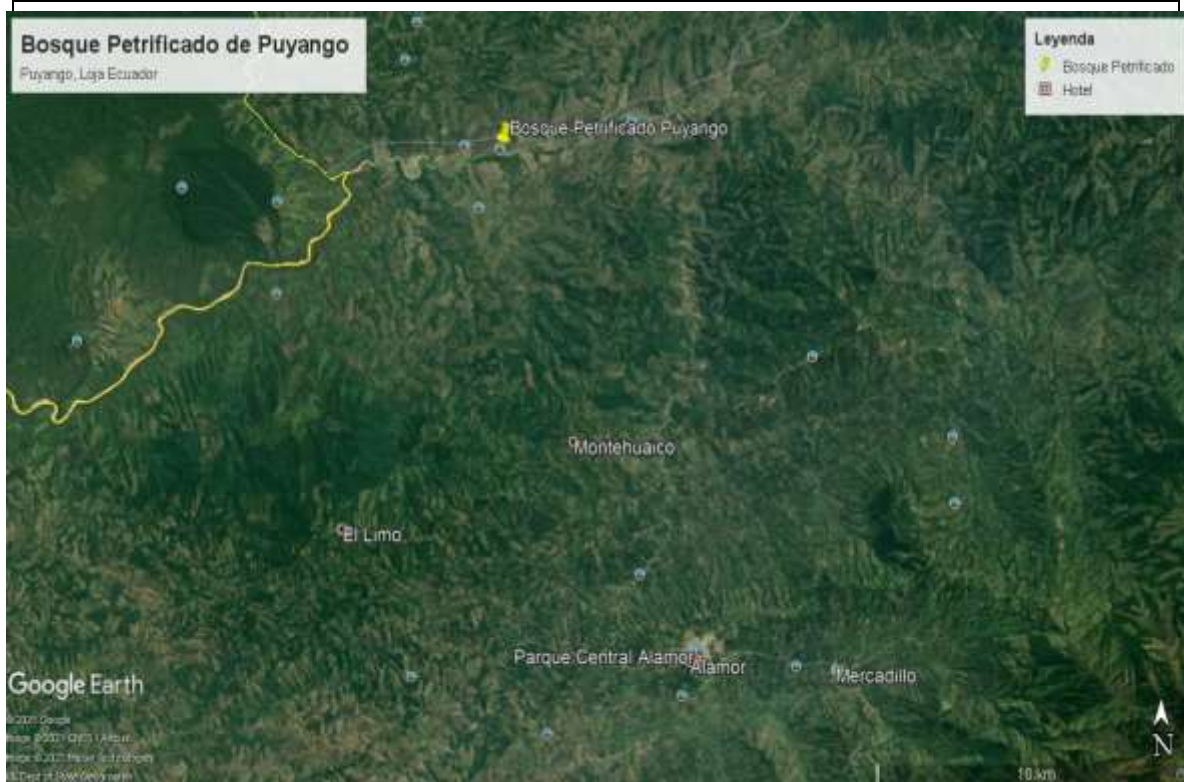 Bosque Petrificado de Puyango
Puyango, Loja Ecuador
Leyenda
Bosque Petrificado
Hotel
Bosque Petrificado Puyango
Montehuaico
El Limo
Parque Central Alamor
Alamor
Mercadillo
Google Earth
N
10 km